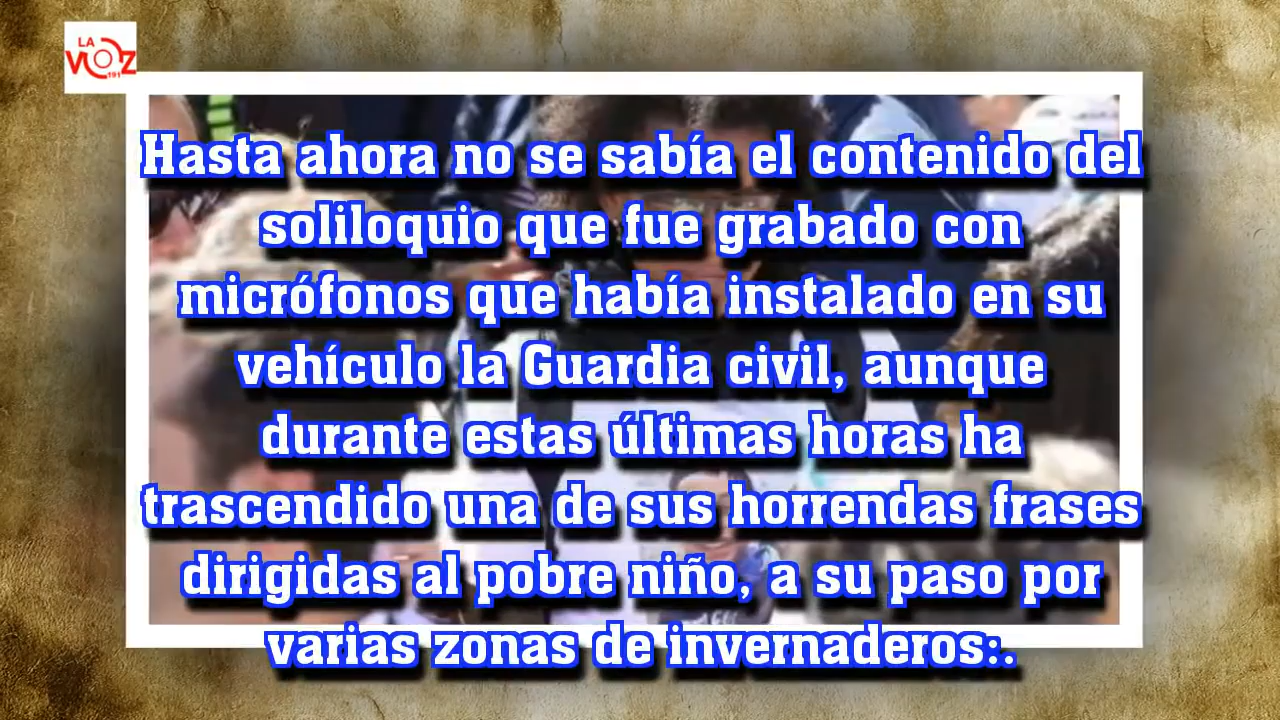 LA
VOZ
191
Hasta ahora no se sabía el contenido del
soliloquio que fue grabado con
micrófonos que había instalado en su
vehículo la Guardia civil, aunque
durante estas últimas horas ha
trascendido una de sus horrendas frases
dirigidas al pobre niño, a su paso por
varias zonas de invernaderos:.